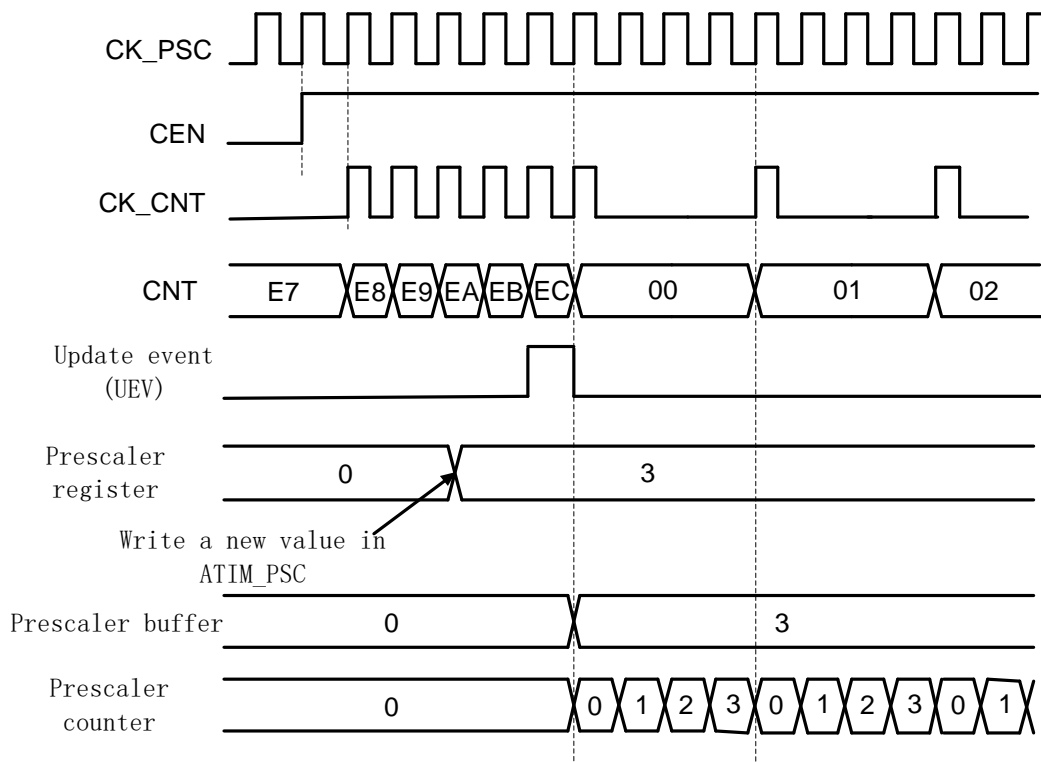 CK_PSC
CEN
CK_CNT
CNT E7 E8 E9 EA EB EC 00 01 02
Update event
(UEV)
Prescaler
register
0 3
Write a new value in
ATIM_PSC
Prescaler buffer 0 3
Prescaler
counter
0 0 1 2 3 0 1 2 3 0 1